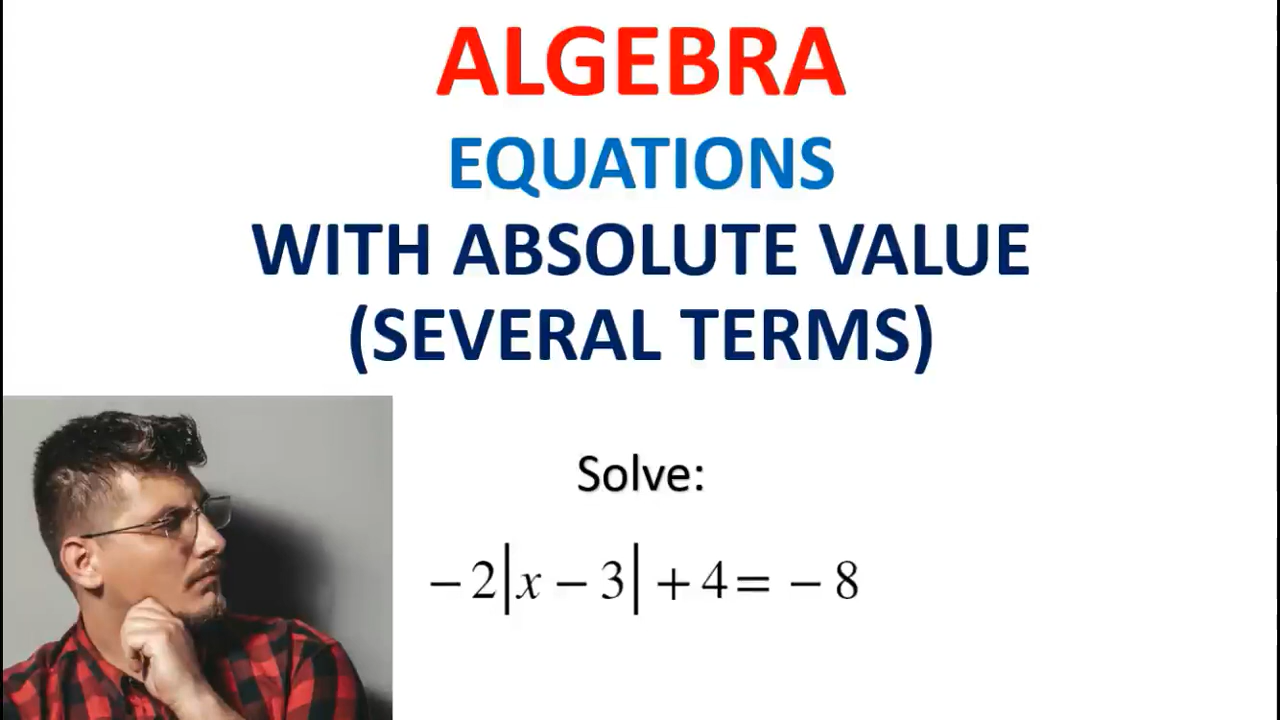 ALGEBRA
EQUATIONS
WITH ABSOLUTE VALUE
(SEVERAL TERMS)
Solve:
−2|x − 3| + 4 = − 8